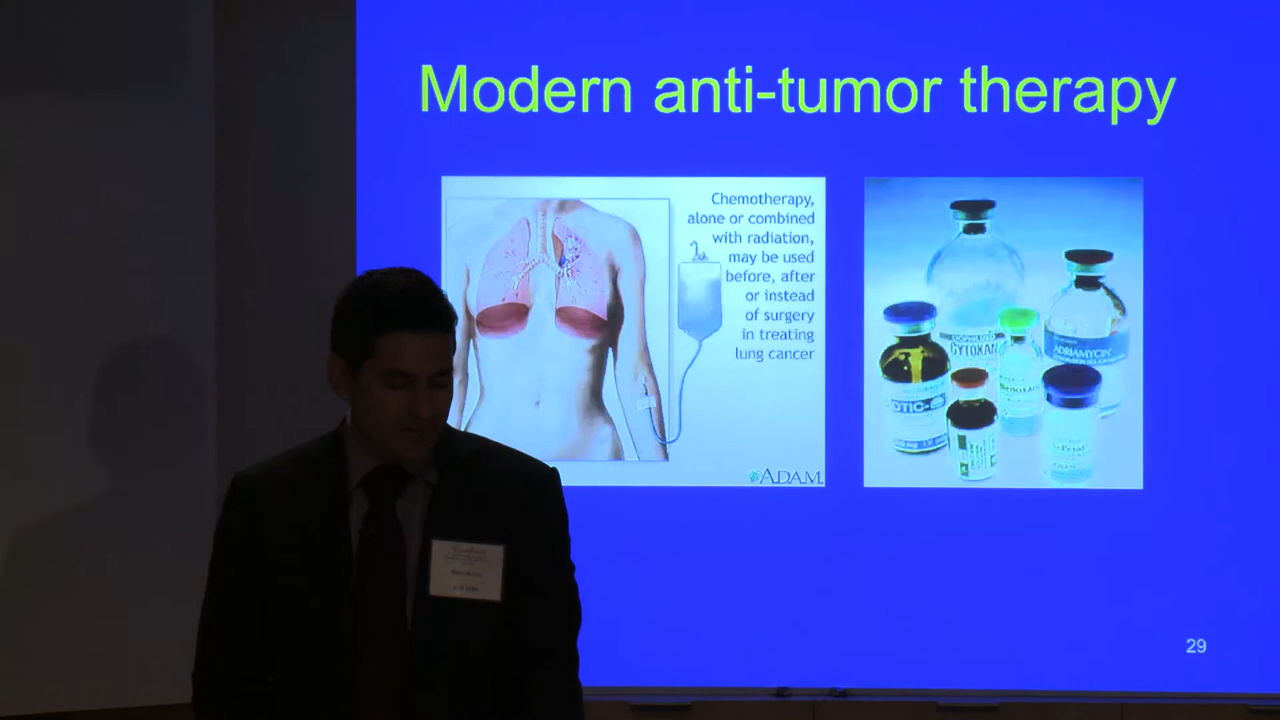 Modern anti-tumor therapy
Chemotherapy,
alone or combined
with radiation,
may be used
before, after
or instead
of surgery
in treating
lung cancer
ADAM.
CYTOXAN
ADRIAMYCIN
29